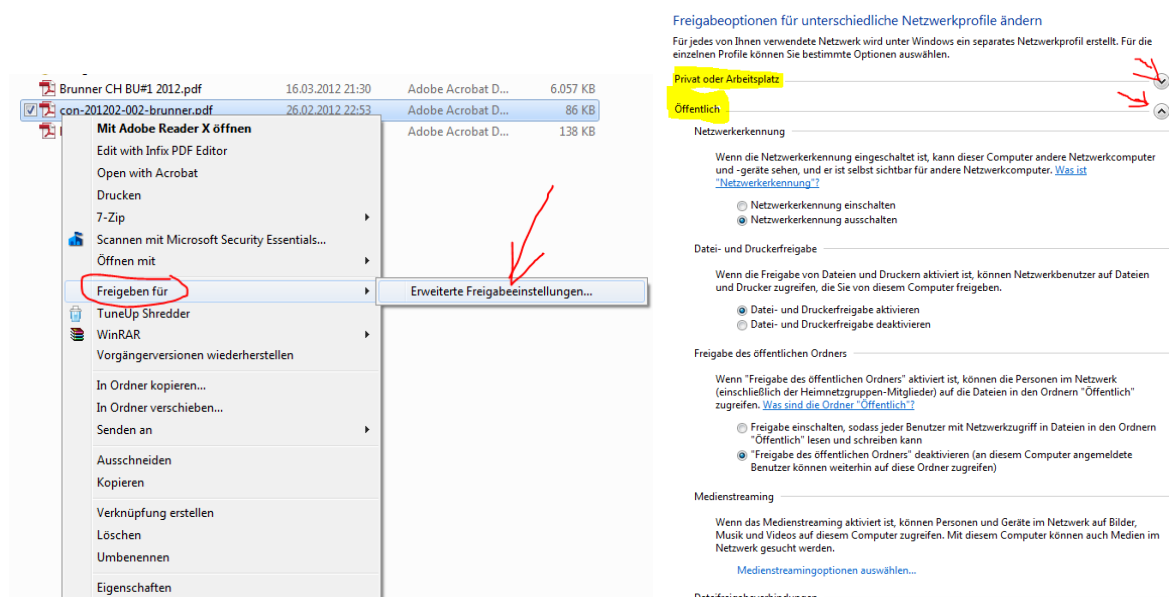 Brunner CH BU#1 2012.pdf 16.03.2012 21:30 Adobe Acrobat D... 6.057 KB
con-201202-002-brunner.pdf 26.02.2012 22:53 Adobe Acrobat D... 86 KB
Adobe Acrobat D... 138 KB
Mit Adobe Reader X öffnen
Edit with Infix PDF Editor
Open with Acrobat
Drucken
7-Zip
Scannen mit Microsoft Security Essentials...
Öffnen mit
Freigeben für
Erweiterte Freigabeeinstellungen...
TuneUp Shredder
WinRAR
Vorgängerversionen wiederherstellen
In Ordner kopieren...
In Ordner verschieben...
Senden an
Ausschneiden
Kopieren
Verknüpfung erstellen
Löschen
Umbenennen
Eigenschaften
Freigabeoptionen für unterschiedliche Netzwerkprofile ändern
Für jedes von Ihnen verwendete Netzwerk wird unter Windows ein separates Netzwerkprofil erstellt. Für die
einzelnen Profile können Sie bestimmte Optionen auswählen.
Privat oder Arbeitsplatz
Öffentlich
Netzwerkerkennung
Wenn die Netzwerkerkennung eingeschaltet ist, kann dieser Computer andere Netzwerkcomputer
und -geräte sehen, und er ist selbst sichtbar für andere Netzwerkcomputer. Was ist
"Netzwerkerkennung"?
Netzwerkerkennung einschalten
Netzwerkerkennung ausschalten
Datei- und Druckerfreigabe
Wenn die Freigabe von Dateien und Druckern aktiviert ist, können Netzwerkbenutzer auf Dateien
und Drucker zugreifen, die Sie von diesem Computer freigeben.
Datei- und Druckerfreigabe aktivieren
Datei- und Druckerfreigabe deaktivieren
Freigabe des öffentlichen Ordners
Wenn "Freigabe des öffentlichen Ordners" aktiviert ist, können die Personen im Netzwerk
(einschließlich der Heimnetzgruppen-Mitglieder) auf die Dateien in den Ordnern "Öffentlich"
zugreifen. Was sind die Ordner "Öffentlich"?
Freigabe einschalten, sodass jeder Benutzer mit Netzwerkzugriff in Dateien in den Ordnern
"Öffentlich" lesen und schreiben kann
"Freigabe des öffentlichen Ordners" deaktivieren (an diesem Computer angemeldete
Benutzer können weiterhin auf diese Ordner zugreifen)
Medienstreaming
Wenn das Medienstreaming aktiviert ist, können Personen und Geräte im Netzwerk auf Bilder,
Musik und Videos auf diesem Computer zugreifen. Mit diesem Computer können auch Medien im
Netzwerk gesucht werden.
Medienstreamingoptionen auswählen...